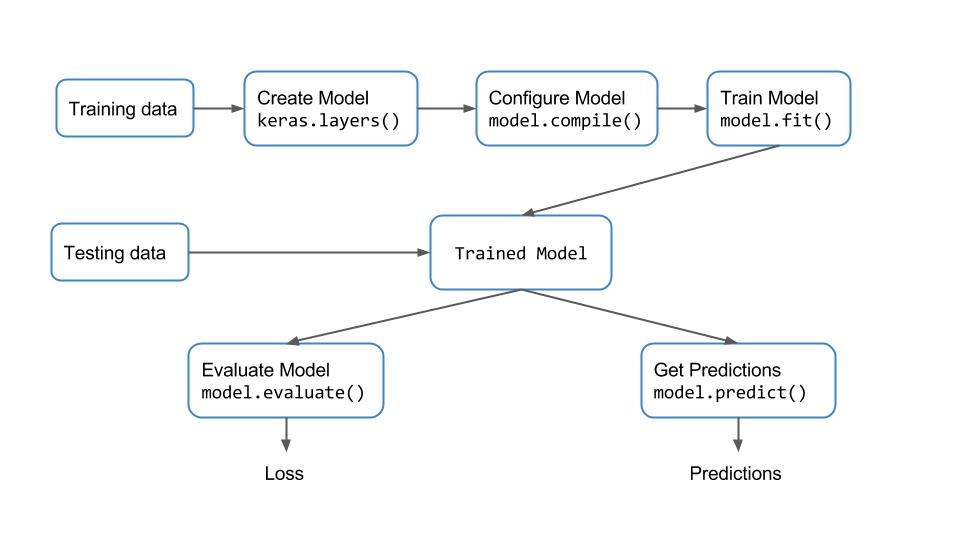 Training data
Create Model
keras.layers()
Configure Model
model.compile()
Train Model
model.fit()
Testing data
Trained Model
Evaluate Model
model.evaluate()
Get Predictions
model.predict()
Loss
Predictions